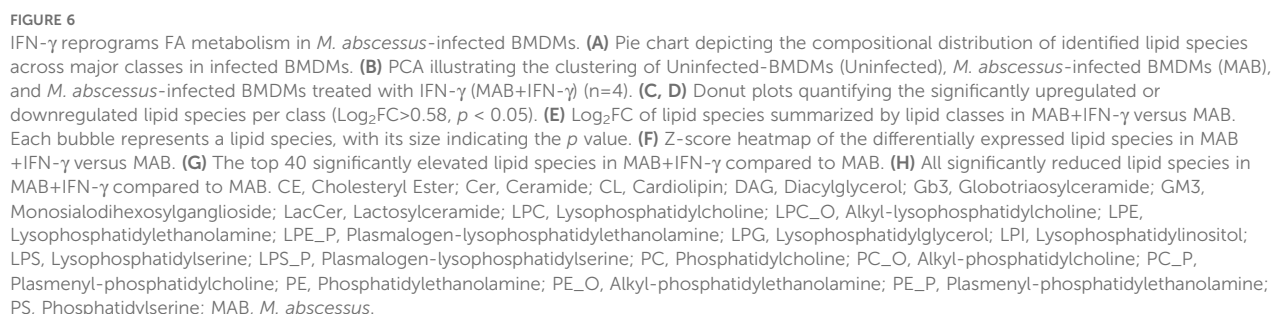 FIGURE 6
IFN-γ reprograms FA metabolism in M. abscessus-infected BMDMs. (A) Pie chart depicting the compositional distribution of identified lipid species
across major classes in infected BMDMs. (B) PCA illustrating the clustering of Uninfected-BMDMs (Uninfected), M. abscessus-infected BMDMs (MAB),
and M. abscessus-infected BMDMs treated with IFN-γ (MAB+IFN-γ) (n=4). (C, D) Donut plots quantifying the significantly upregulated or
downregulated lipid species per class (Log₂FC>0.58, p < 0.05). (E) Log₂FC of lipid species summarized by lipid classes in MAB+IFN-γ versus MAB.
Each bubble represents a lipid species, with its size indicating the p value. (F) Z-score heatmap of the differentially expressed lipid species in MAB
+IFN-γ versus MAB. (G) The top 40 significantly elevated lipid species in MAB+IFN-γ compared to MAB. (H) All significantly reduced lipid species in
MAB+IFN-γ compared to MAB. CE, Cholesteryl Ester; Cer, Ceramide; CL, Cardiolipin; DAG, Diacylglycerol; Gb3, Globotriaosylceramide; GM3,
Monosialodihexosylganglioside; LacCer, Lactosylceramide; LPC, Lysophosphatidylcholine; LPC_O, Alkyl-lysophosphatidylcholine; LPE,
Lysophosphatidylethanolamine; LPE_P, Plasmalogen-lysophosphatidylethanolamine; LPG, Lysophosphatidylglycerol; LPI, Lysophosphatidylinositol;
LPS, Lysophosphatidylserine; LPS_P, Plasmalogen-lysophosphatidylserine; PC, Phosphatidylcholine; PC_O, Alkyl-phosphatidylcholine; PC_P,
Plasmenyl-phosphatidylcholine; PE, Phosphatidylethanolamine; PE_O, Alkyl-phosphatidylethanolamine; PE_P, Plasmenyl-phosphatidylethanolamine;
PS, Phosphatidylserine; MAB, M. abscessus.